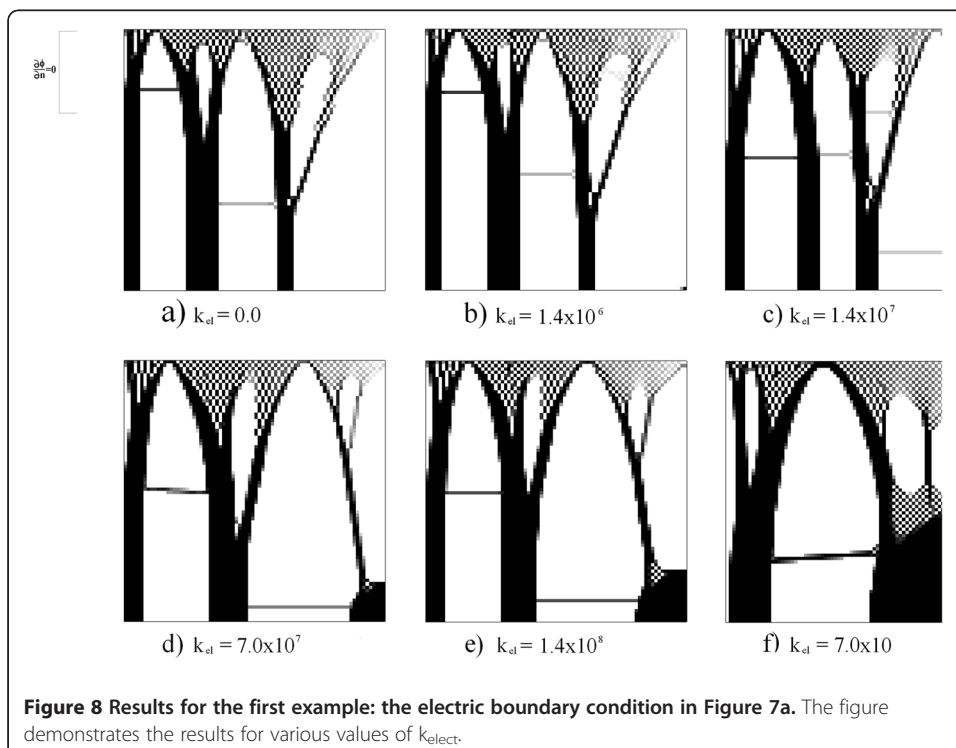 ∂ϕ/∂n=0
a) k_el = 0.0
b) k_el = 1.4x10^6
c) k_el = 1.4x10^7
d) k_el = 7.0x10^7
e) k_el = 1.4x10^8
f) k_el = 7.0x10
Figure 8 Results for the first example: the electric boundary condition in Figure 7a. The figure
demonstrates the results for various values of k_elect.